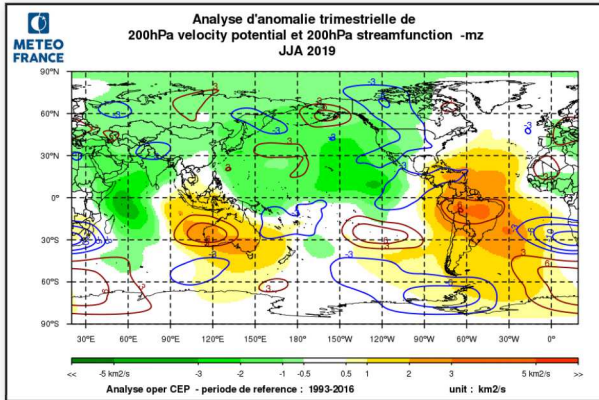 METEO
FRANCE
Analyse d'anomalie trimestrielle de
200hPa velocity potential et 200hPa streamfunction -mz
JJA 2019
90°N
60°N
30°N
0°
30°S
60°S
90°S
30°E 60°E 90°E 120°E 150°E 180° 150°W 120°W 90°W 60°W 30°W 0°
<< -5 km2/s -3 -2 -1 -0.5 0.5 1 2 3 5 km2/s >>
Analyse oper CEP - periode de reference : 1993-2016 unit : km2/s